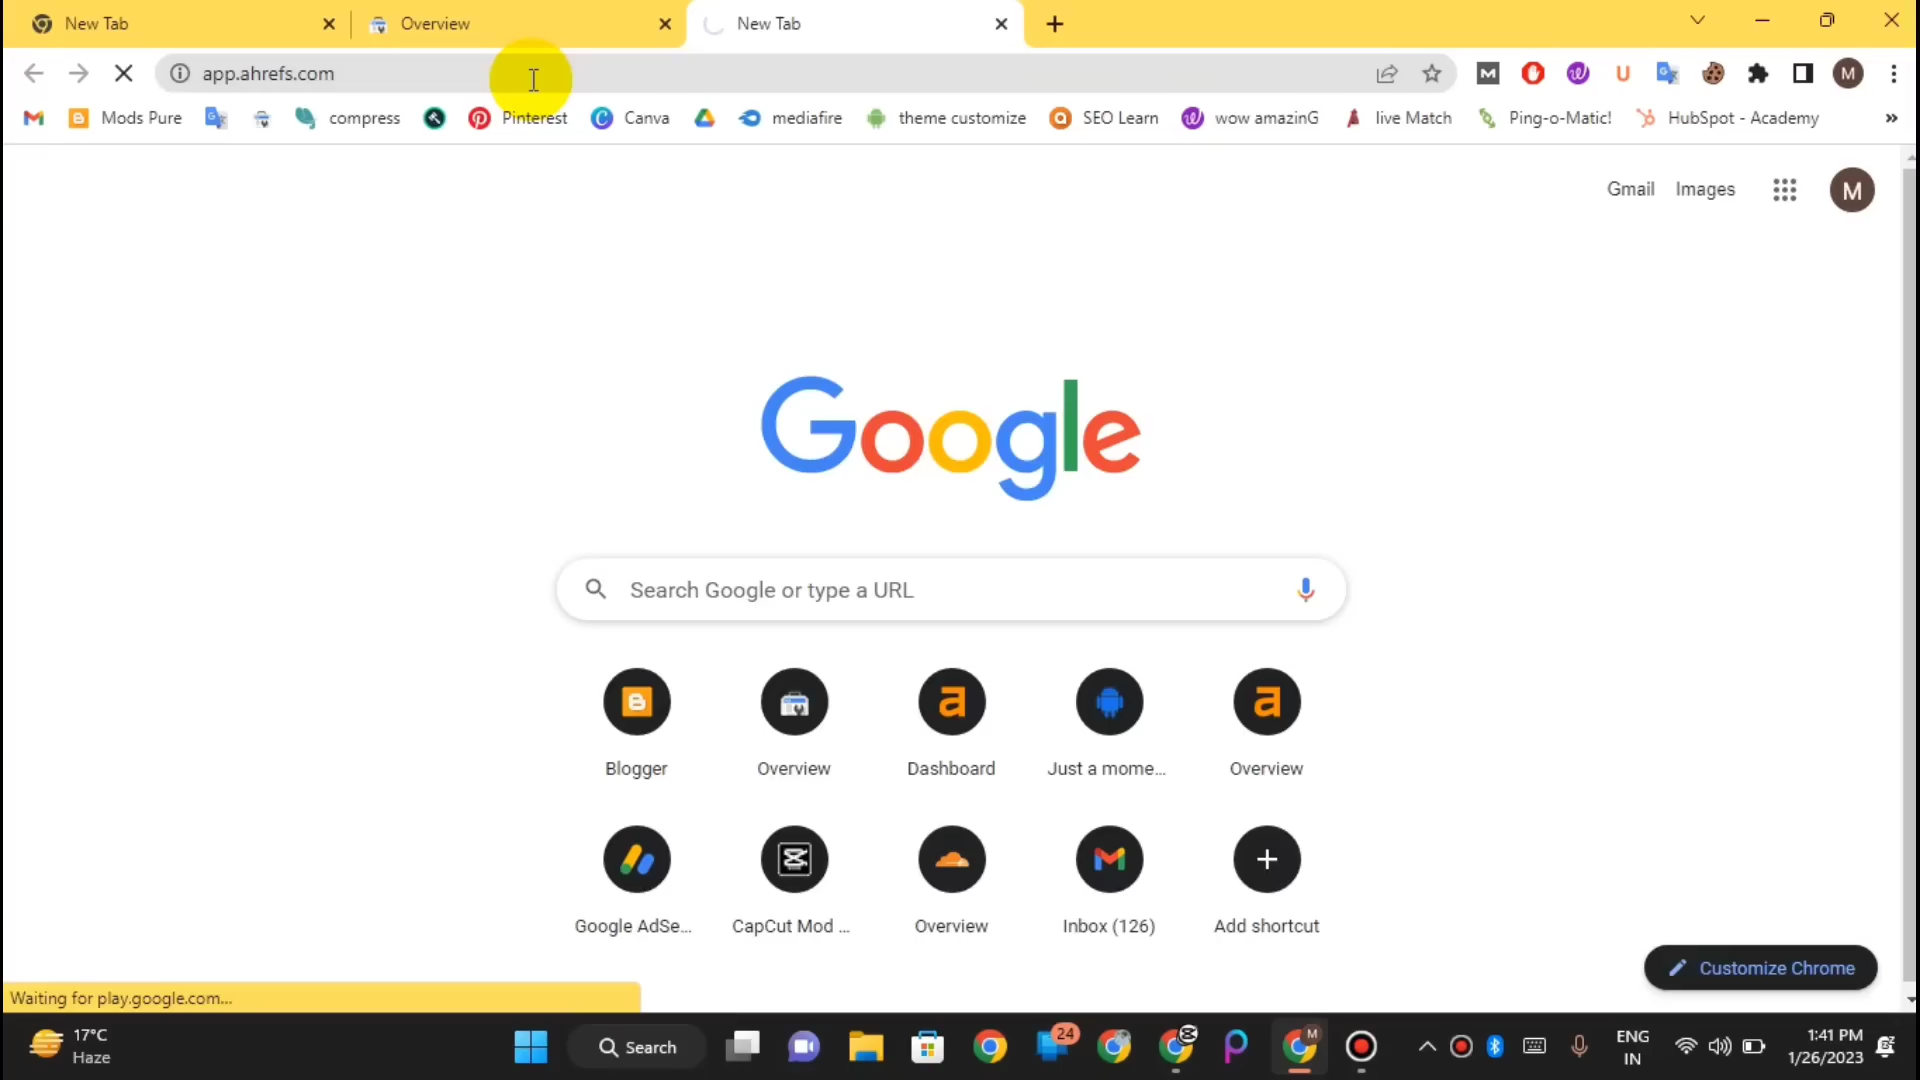 New Tab
Overview
New Tab
app.ahrefs.com
M
M
U
M
Mods Pure
compress
Pinterest
Canva
mediafire
theme customize
SEO Learn
wow amazinG
live Match
Ping-o-Matic!
HubSpot - Academy
»
Gmail
Images
M
Google
Search Google or type a URL
Blogger
Overview
Dashboard
Just a mome...
Overview
Google AdSe...
CapCut Mod ...
Overview
Inbox (126)
Add shortcut
Customize Chrome
Waiting for play.google.com...
17°C
Haze
Search
24
M
ENG
IN
1:41 PM
1/26/2023